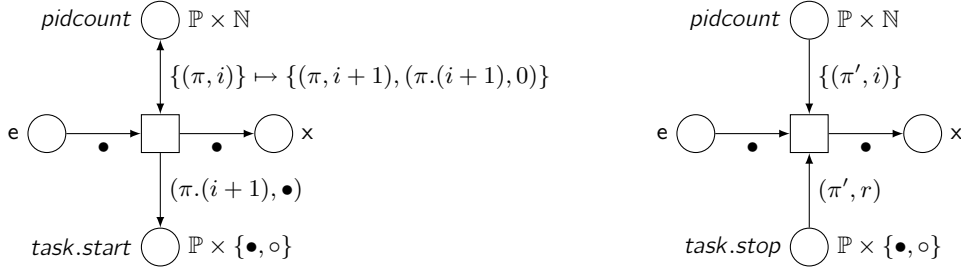 pidcount ℙ × ℕ
{(π, i)} ↦ {(π, i + 1), (π.(i + 1), 0)}
e • • x
(π.(i + 1), •)
task.start ℙ × {•, ◦}
pidcount ℙ × ℕ
{(π′, i)}
e • • x
(π′, r)
task.stop ℙ × {•, ◦}